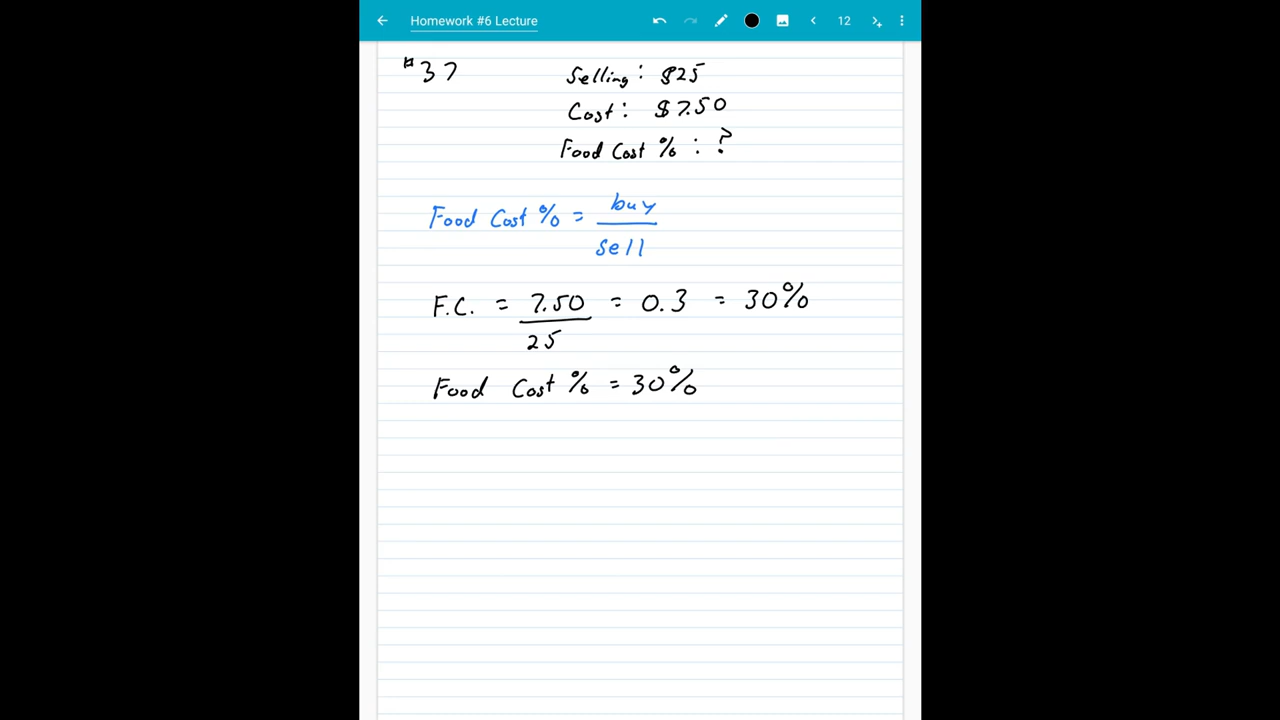 Homework #6 Lecture
12
#37
Selling: $25
Cost: $7.50
Food Cost %: ?
Food Cost % = buy
sell
F.C. = 7.50 = 0.3 = 30%
25
Food Cost % = 30%